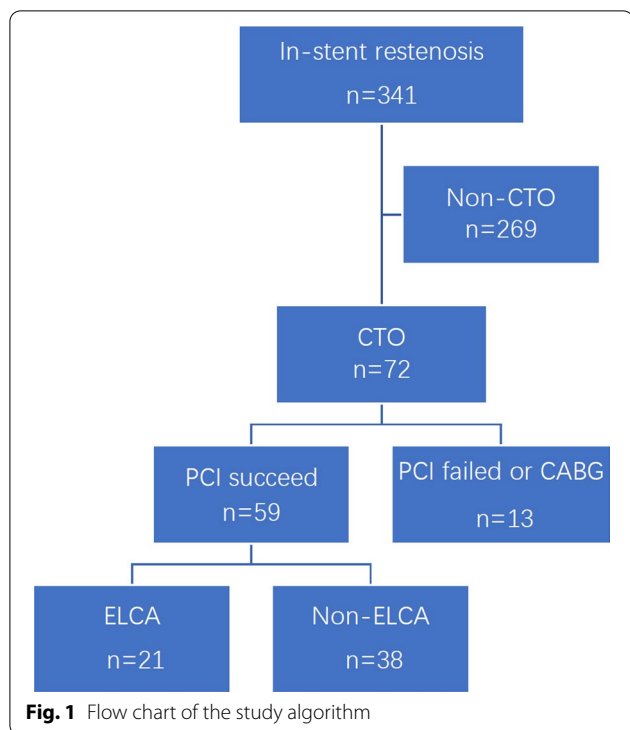 In-stent restenosis
n=341
Non-CTO
n=269
CTO
n=72
PCI succeed
n=59
PCI failed or CABG
n=13
ELCA
n=21
Non-ELCA
n=38
Fig. 1 Flow chart of the study algorithm